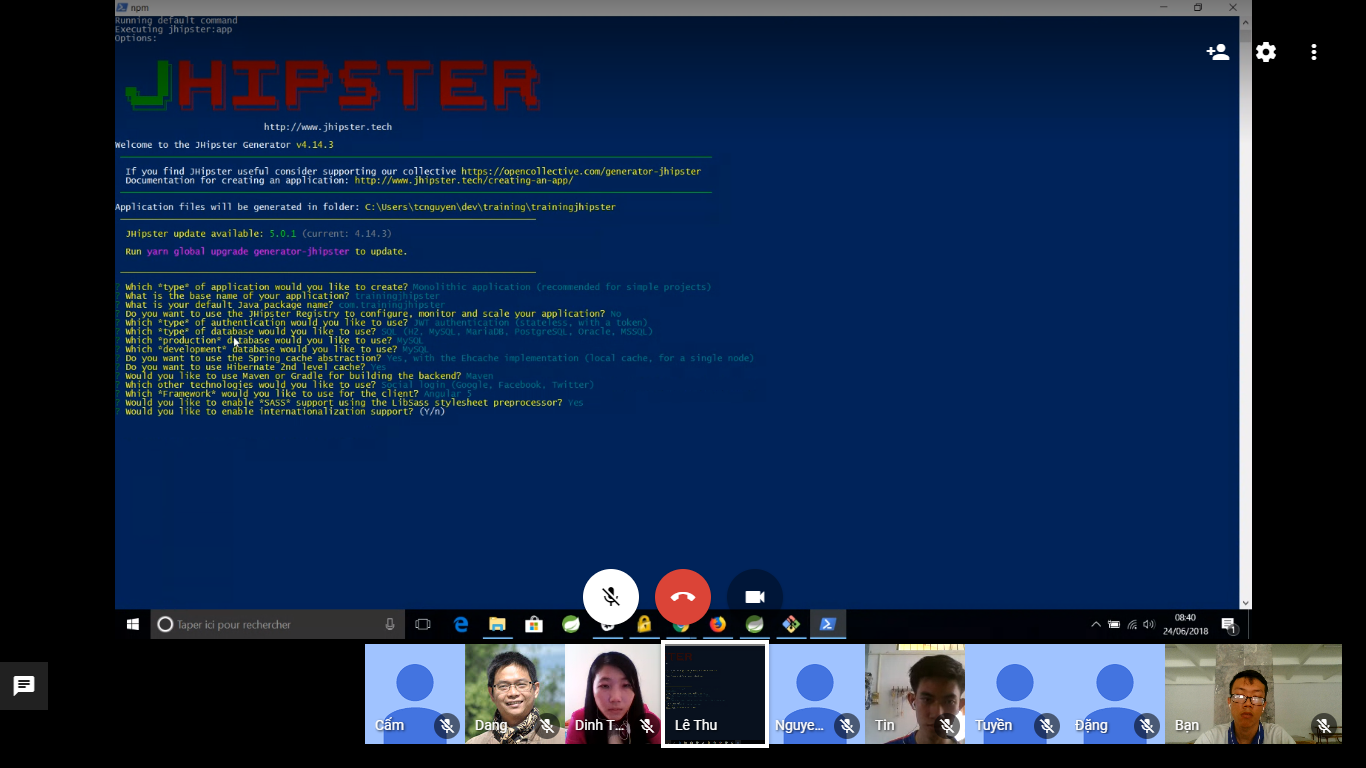 npm
Running default command
Executing jhipster:app
Options:
JHIPSTER
http://www.jhipster.tech
Welcome to the JHipster Generator v4.14.3
If you find JHipster useful consider supporting our collective https://opencollective.com/generator-jhipster
Documentation for creating an application: http://www.jhipster.tech/creating-an-app/
Application files will be generated in folder: C:\Users\tcnguyen\dev\training\trainingjhipster
JHipster update available: 5.0.1 (current: 4.14.3)
Run yarn global upgrade generator-jhipster to update.
? Which *type* of application would you like to create? Monolithic application (recommended for simple projects)
? What is the base name of your application? trainingjhipster
? What is your default Java package name? com.trainingjhipster
? Do you want to use the JHipster Registry to configure, monitor and scale your application? No
? Which *type* of authentication would you like to use? JWT authentication (stateless, with a token)
? Which *type* of database would you like to use? SQL (H2, MySQL, MariaDB, PostgreSQL, Oracle, MSSQL)
? Which *production* database would you like to use? MySQL
? Which *development* database would you like to use? MySQL
? Do you want to use the Spring cache abstraction? Yes, with the Ehcache implementation (local cache, for a single node)
? Do you want to use Hibernate 2nd level cache? Yes
? Would you like to use Maven or Gradle for building the backend? Maven
? Which other technologies would you like to use? Social login (Google, Facebook, Twitter)
? Which *Framework* would you like to use for the client? Angular 5
? Would you like to enable *SASS* support using the LibSass stylesheet preprocessor? Yes
? Would you like to enable internationalization support? (Y/n)
Taper ici pour rechercher
08:40
24/06/2018
1
Cẩm
Dang
Dinh T...
Lê Thu
Nguye...
Tin
Tuyền
Đặng
Bạn